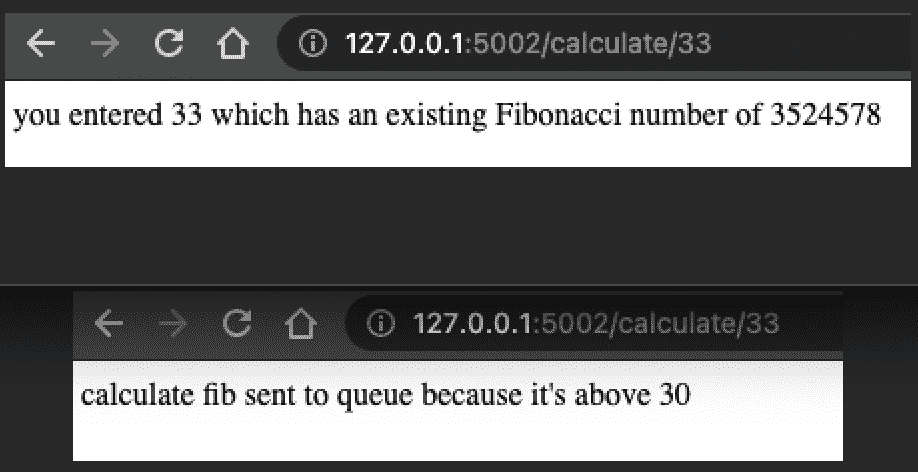 127.0.0.1:5002/calculate/33
you entered 33 which has an existing Fibonacci number of 3524578
127.0.0.1:5002/calculate/33
calculate fib sent to queue because it's above 30